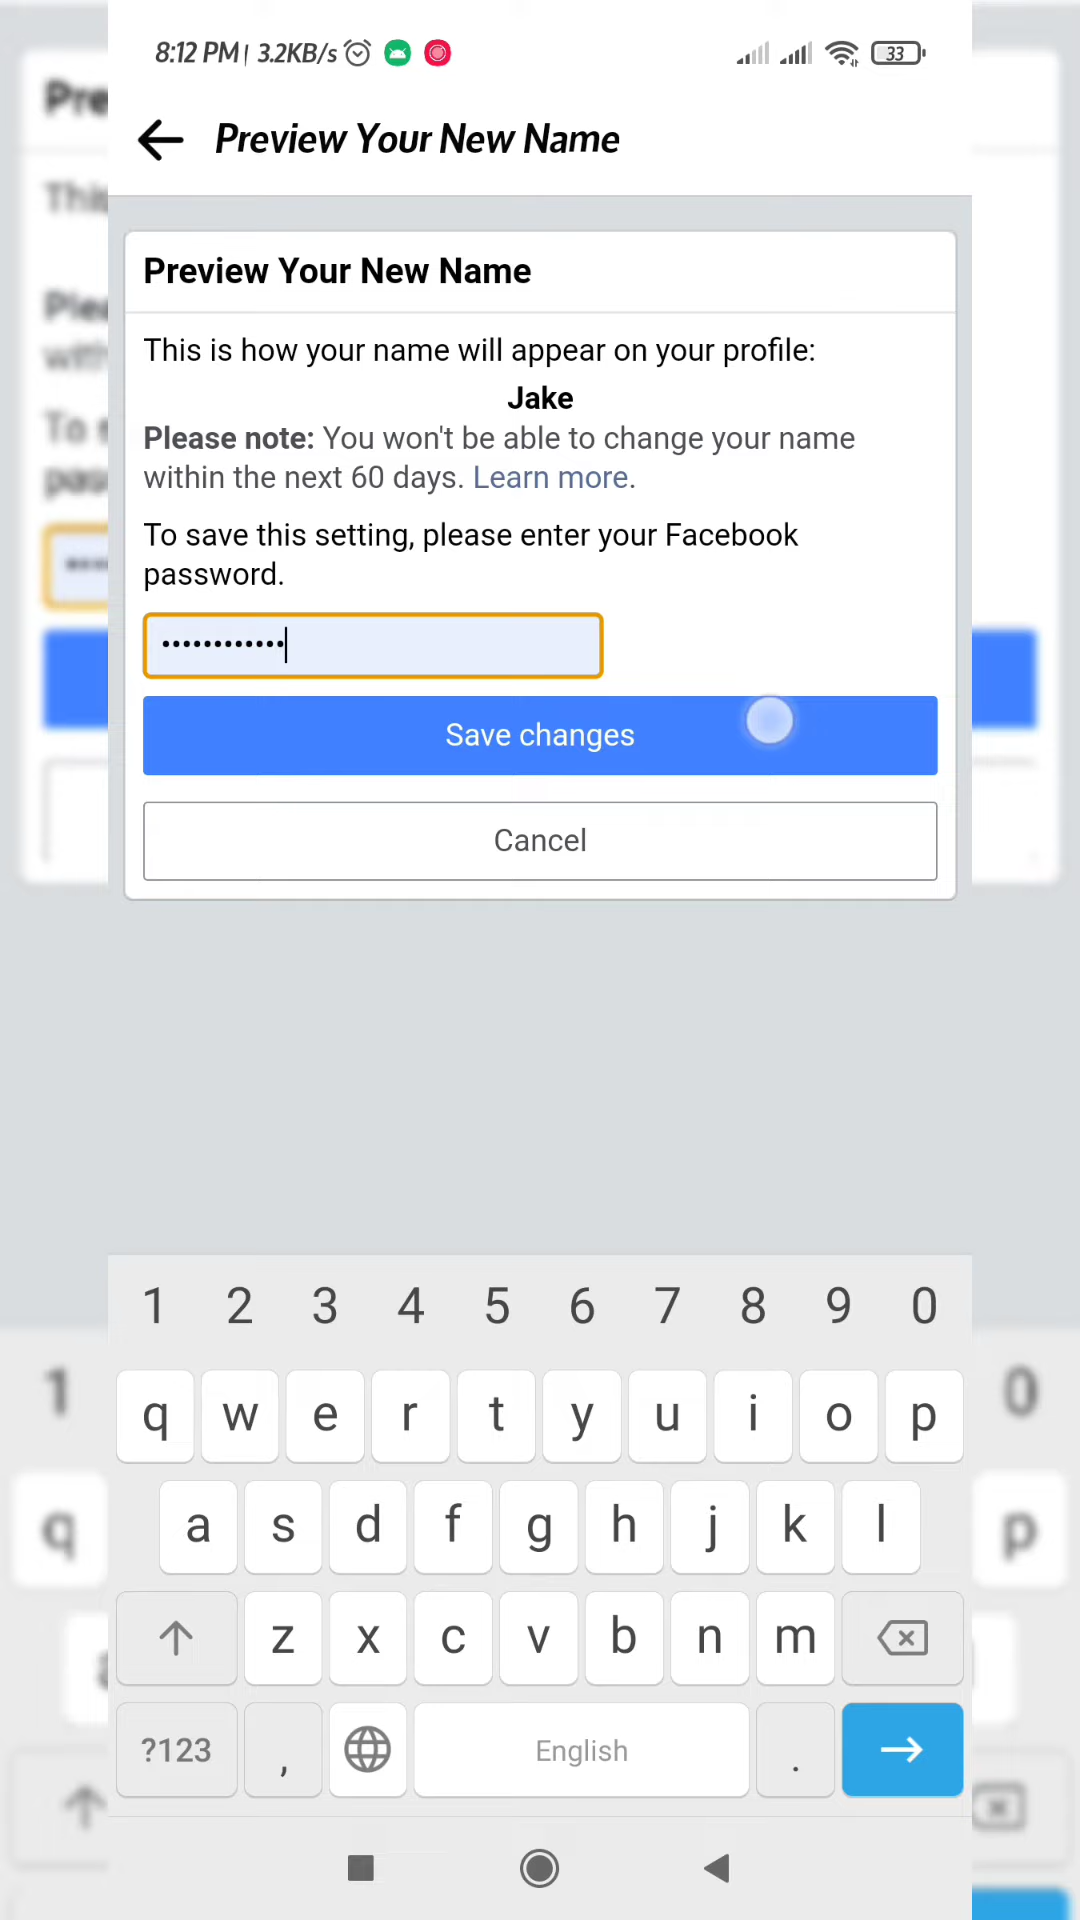 8:12 PM | 3.2KB/s
33
Preview Your New Name
Preview Your New Name
This is how your name will appear on your profile:
Jake
Please note: You won't be able to change your name
within the next 60 days. Learn more.
To save this setting, please enter your Facebook
password.
••••••••••••
Save changes
Cancel
1 2 3 4 5 6 7 8 9 0
q w e r t y u i o p
a s d f g h j k l
z x c v b n m
?123 , English .